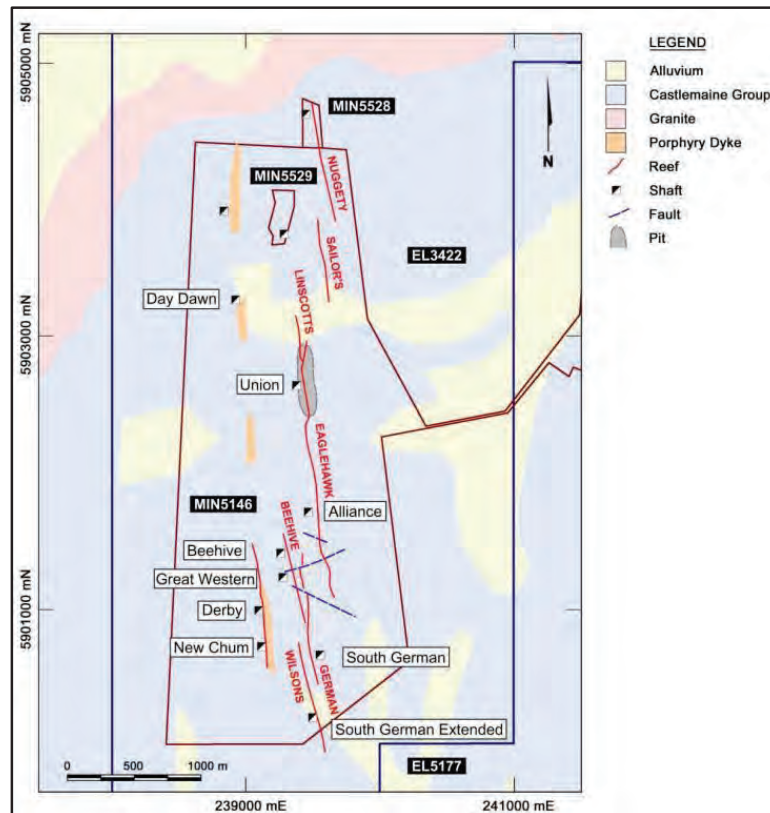 LEGEND
Alluvium
Castlemaine Group
Granite
Porphyry Dyke
Reef
Shaft
Fault
Pit
5905000 mN
MIN5528
N
MIN5529
NUGGETY
SAILOR'S
EL3422
LINSCOTTS
Day Dawn
5903000 mN
Union
EAGLEHAWK
MIN5146
Alliance
BEEHIVE
Beehive
Great Western
Derby
5901000 mN
New Chum
South German
WILSONS
GERMAN
South German Extended
0 500 1000 m
EL5177
239000 mE
241000 mE